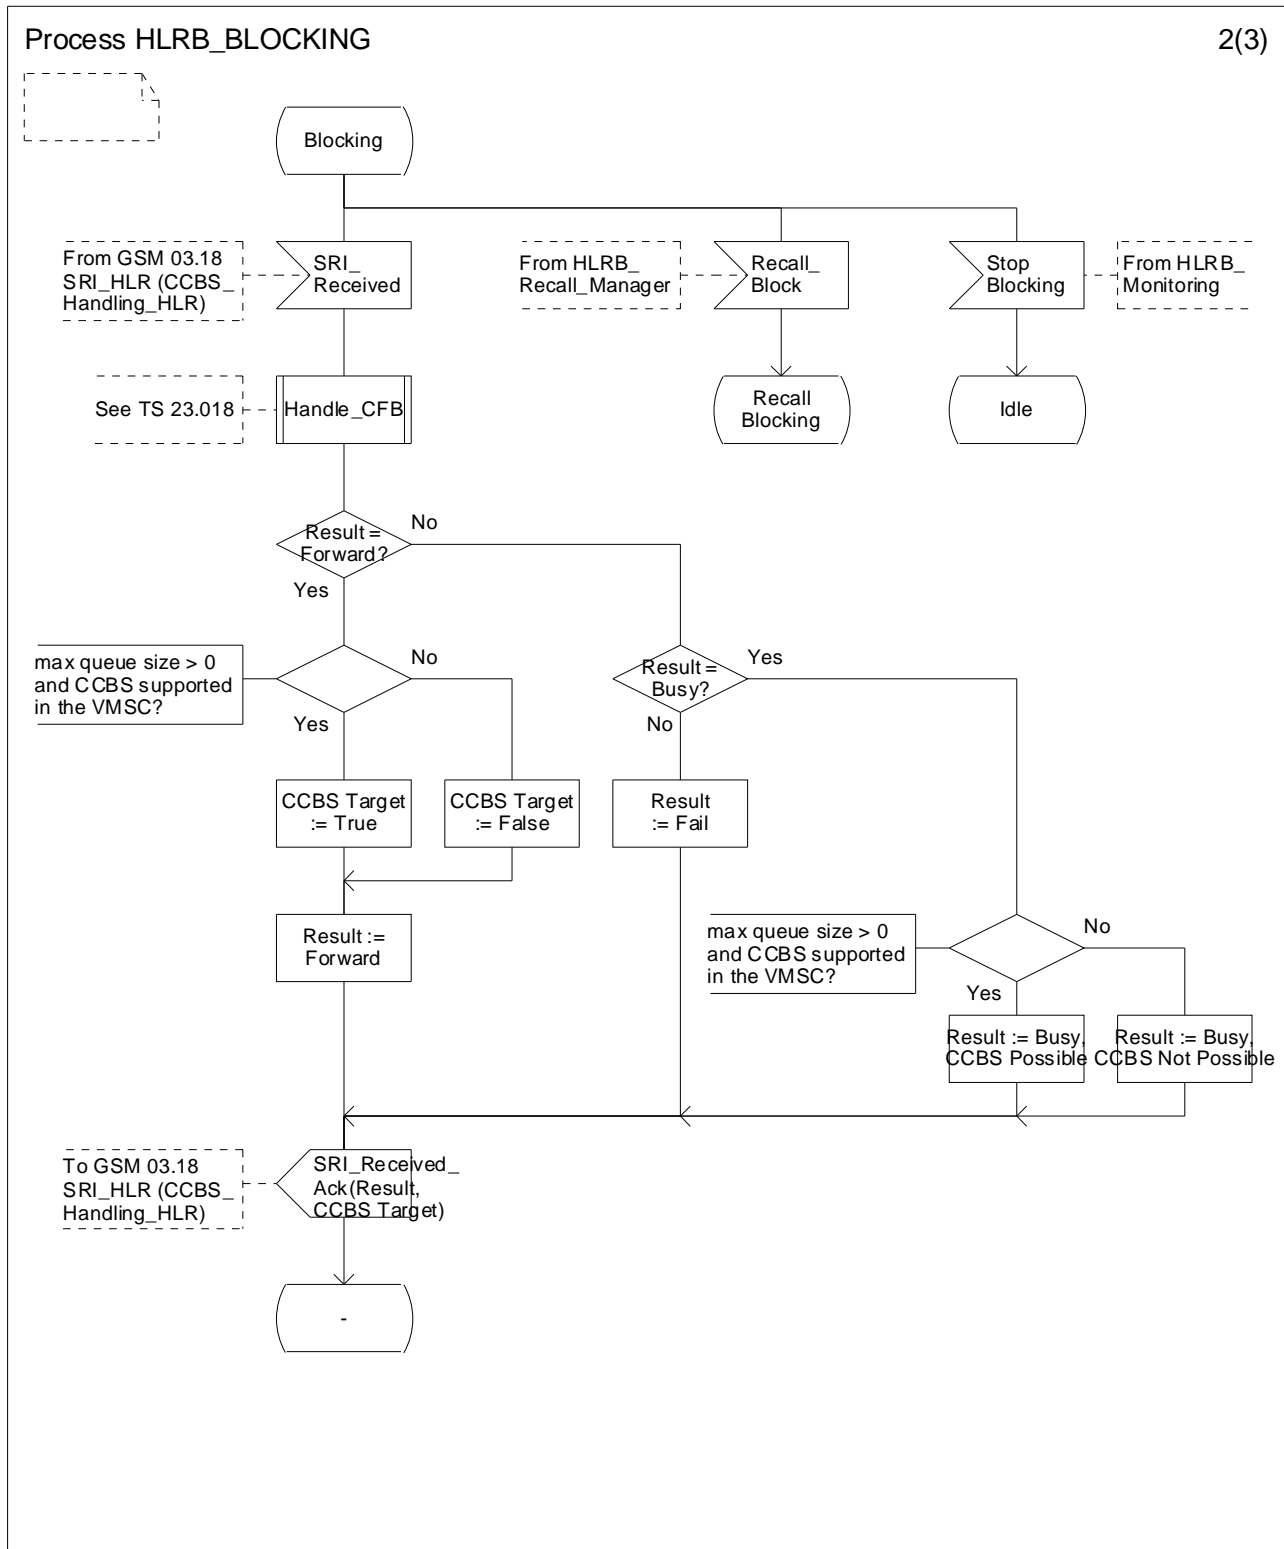 Process HLRB_BLOCKING
2(3)
Blocking
From GSM 03.18
SRI_HLR (CCBS_
Handling_HLR)
SRI_
Received
From HLRB_
Recall_Manager
Recall_
Block
Stop
Blocking
From HLRB_
Monitoring
See TS 23.018
Handle_CFB
Recall
Blocking
Idle
Result =
Forward?
No
Yes
max queue size > 0
and CCBS supported
in the VMSC?
No
Yes
Result =
Busy?
Yes
No
CCBS Target
:= True
CCBS Target
:= False
Result
:= Fail
Result :=
Forward
max queue size > 0
and CCBS supported
in the VMSC?
No
Yes
Result := Busy,
CCBS Possible
Result := Busy,
CCBS Not Possible
To GSM 03.18
SRI_HLR (CCBS_
Handling_HLR)
SRI_Received_
Ack(Result,
CCBS Target)
-